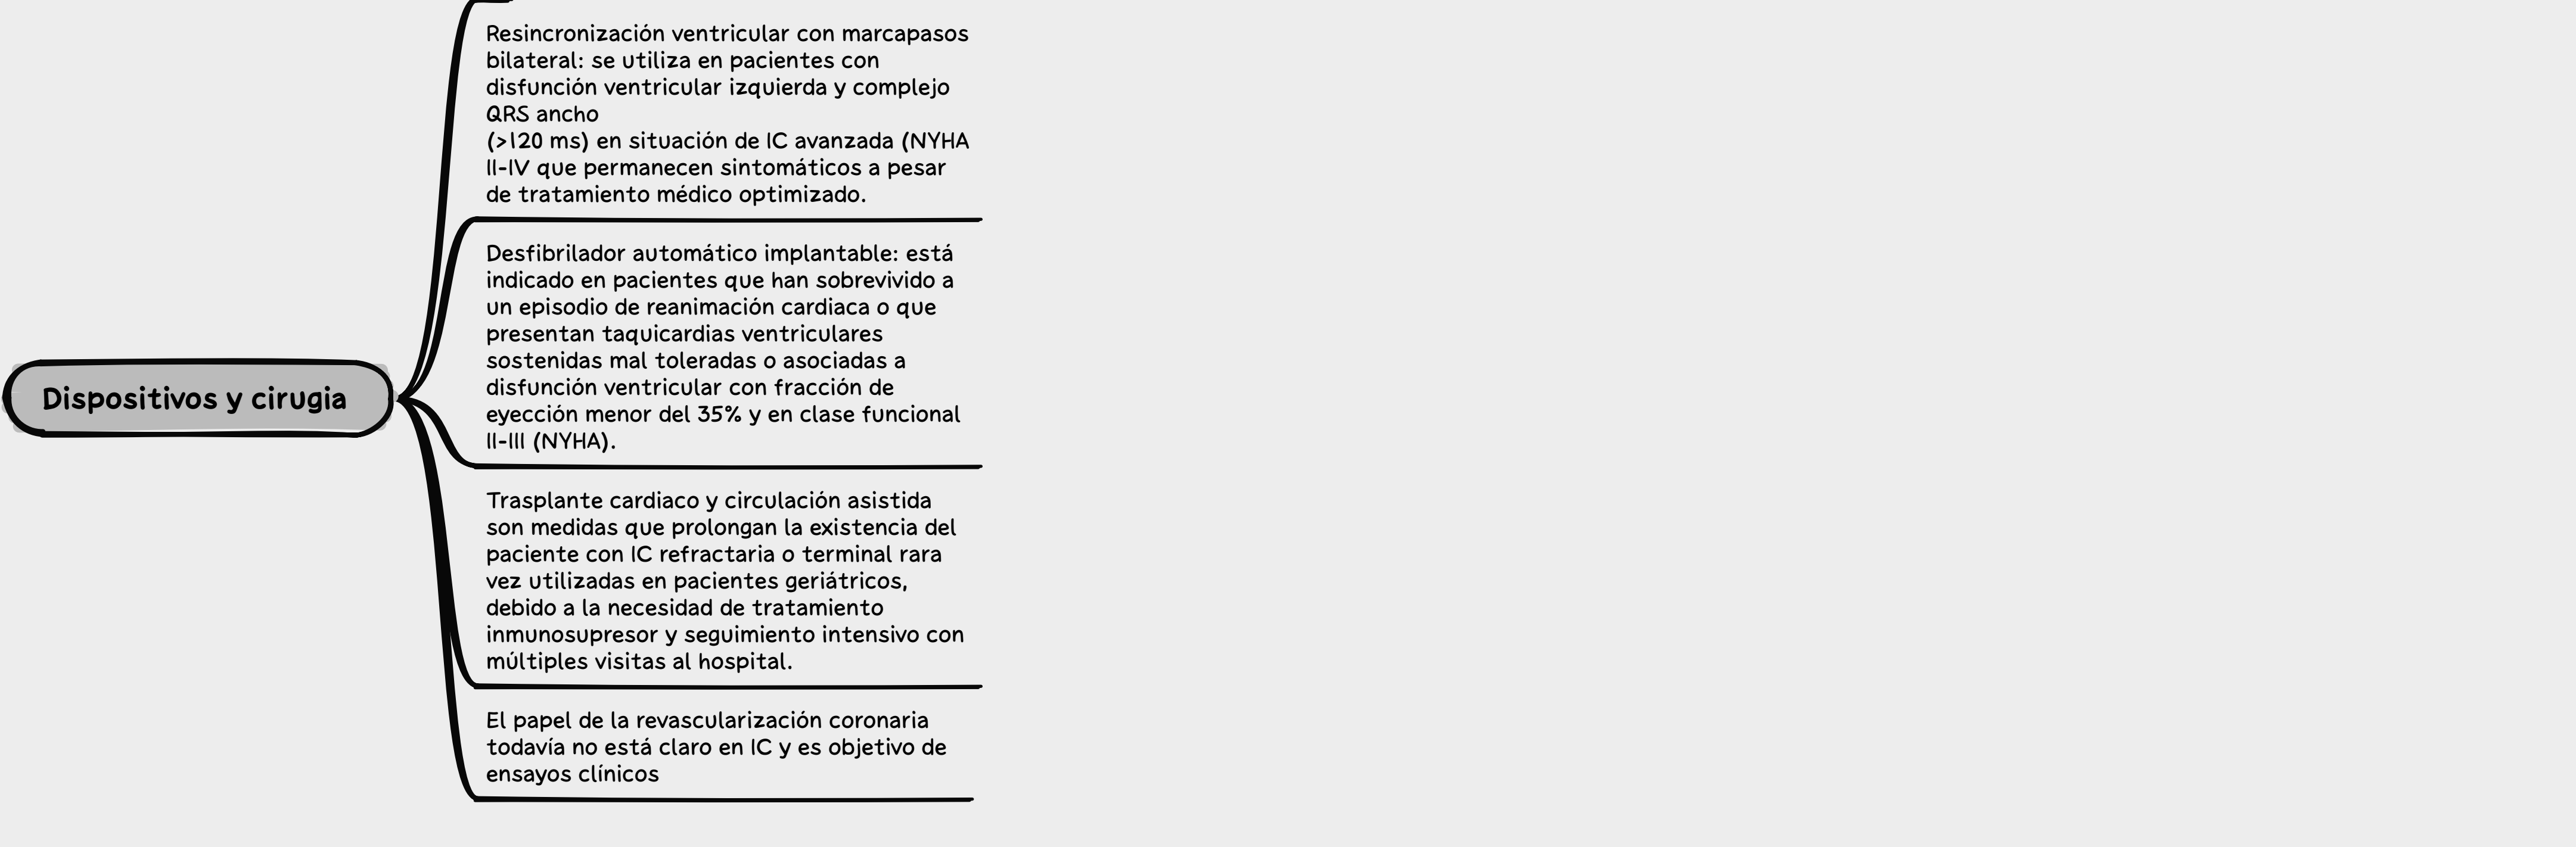 Resincronización ventricular con marcapasos
bilateral: se utiliza en pacientes con
disfunción ventricular izquierda y complejo
QRS ancho
(>120 ms) en situación de IC avanzada (NYHA
II-IV que permanecen sintomáticos a pesar
de tratamiento médico optimizado.
Desfibrilador automático implantable: está
indicado en pacientes que han sobrevivido a
un episodio de reanimación cardiaca o que
presentan taquicardias ventriculares
sostenidas mal toleradas o asociadas a
disfunción ventricular con fracción de
eyección menor del 35% y en clase funcional
II-III (NYHA).
Dispositivos y cirugia
Trasplante cardiaco y circulación asistida
son medidas que prolongan la existencia del
paciente con IC refractaria o terminal rara
vez utilizadas en pacientes geriátricos,
debido a la necesidad de tratamiento
inmunosupresor y seguimiento intensivo con
múltiples visitas al hospital.
El papel de la revascularización coronaria
todavía no está claro en IC y es objetivo de
ensayos clínicos